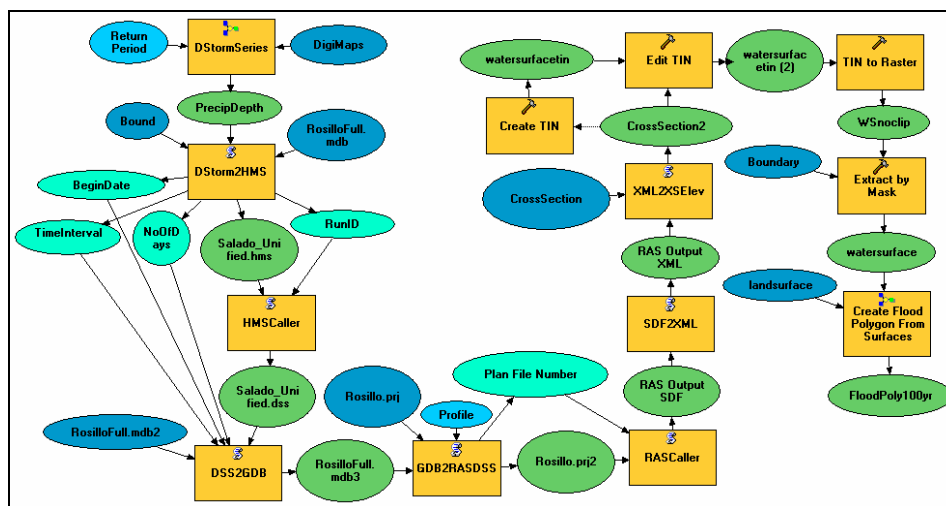 Return
Period
DStormSeries
DigiMaps
PrecipDepth
Bound
RosilloFull.
mdb
DStorm2HMS
BeginDate
TimeInterval
NoOfD
ays
Salado_Uni
fied.hms
RunID
HMSCaller
Salado_Uni
fied.dss
RosilloFull.mdb2
DSS2GDB
RosilloFull.
mdb3
Rosillo.prj
Profile
GDB2RASDSS
Plan File Number
Rosillo.prj2
RASCaller
RAS Output
SDF
SDF2XML
RAS Output
XML
CrossSection
XML2XSElev
CrossSection2
Create TIN
watersurfacetin
Edit TIN
watersurfac
etin (2)
TIN to Raster
WSnoclip
Boundary
Extract by
Mask
watersurface
landsurface
Create Flood
Polygon From
Surfaces
FloodPoly100yr